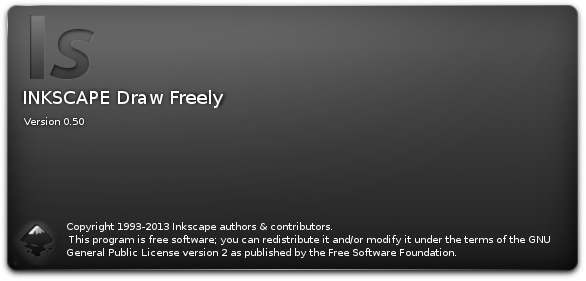 Is
INKSCAPE Draw Freely
Version 0.50
Copyright 1993-2013 Inkscape authors & contributors.
This program is free software; you can redistribute it and/or modify it under the terms of the GNU
General Public License version 2 as published by the Free Software Foundation.